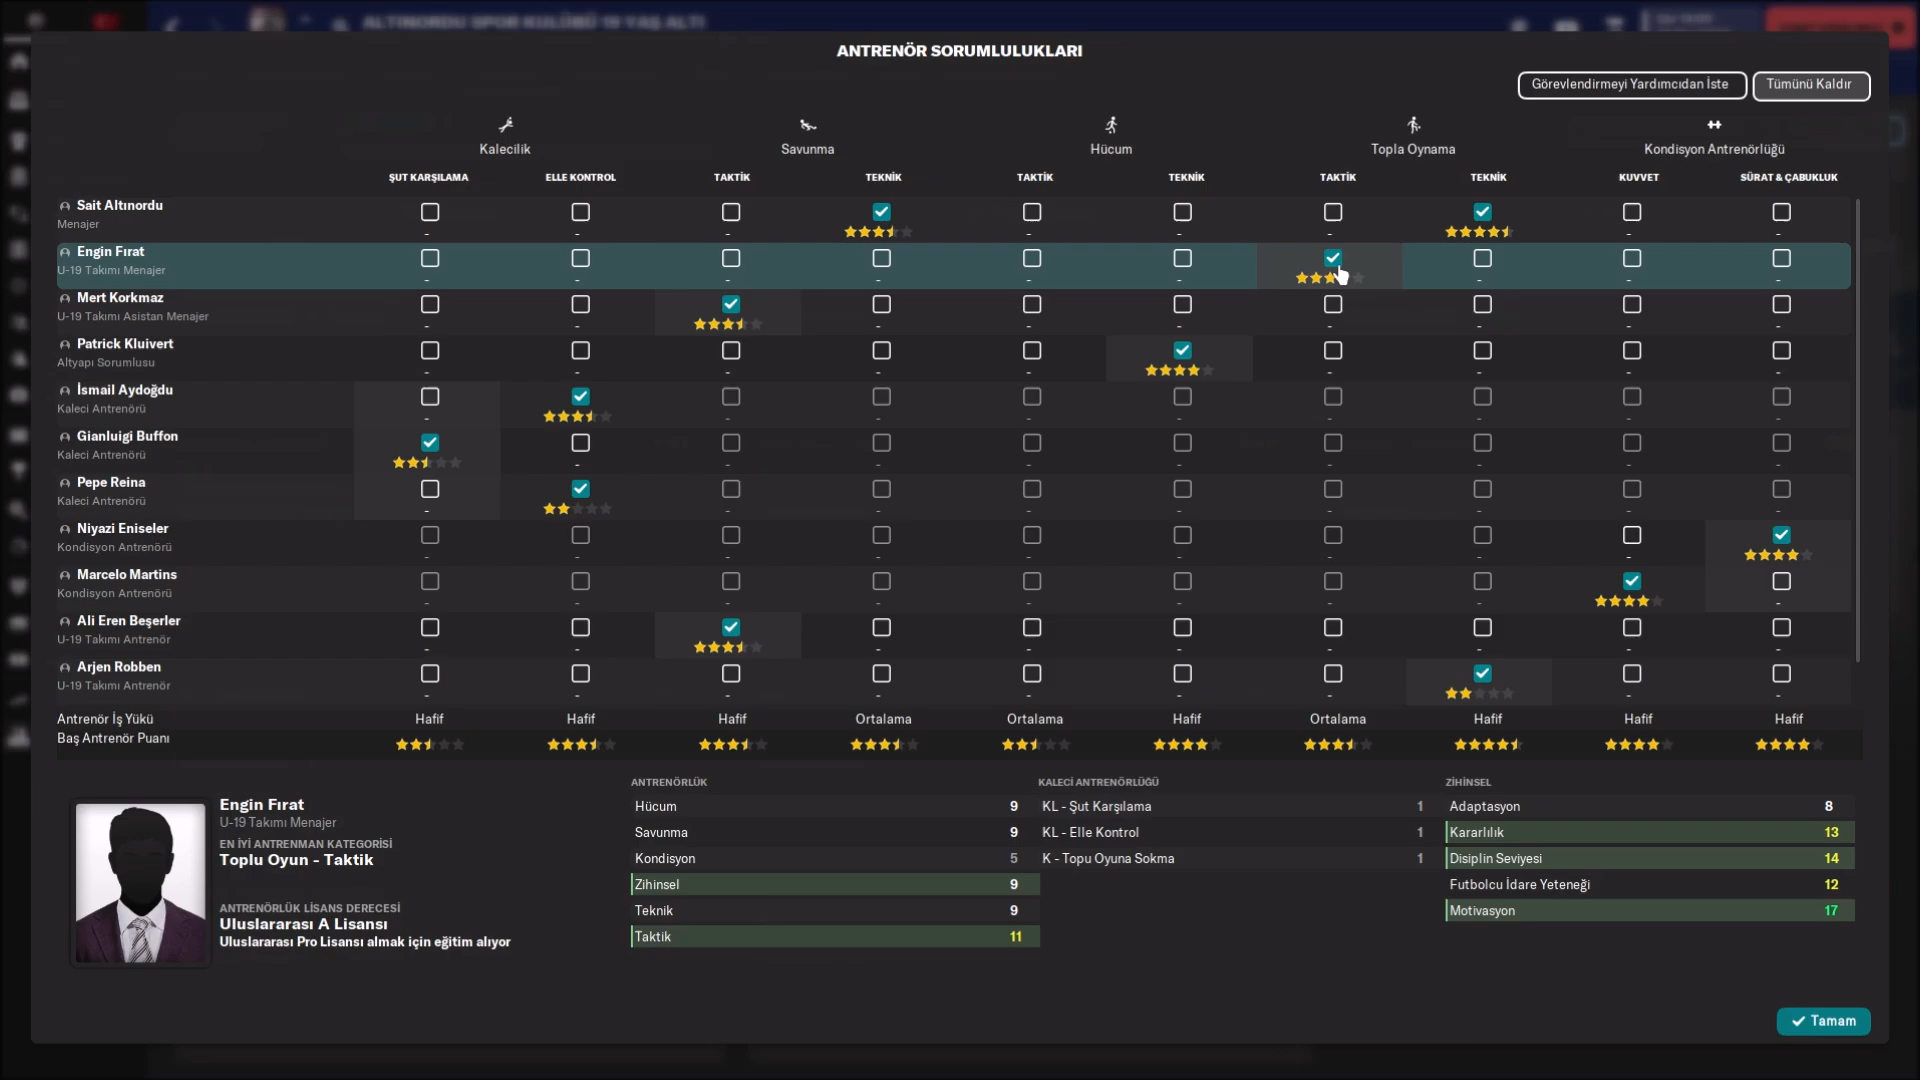 ALTINORDU SPOR KULÜBÜ 19 YAŞ ALTI
ANTRENÖR SORUMLULUKLARI
Görevlendirmeyi Yardımcıdan İste
Tümünü Kaldır
Kalecilik
Savunma
Hücum
Topla Oynama
Kondisyon Antrenörlüğü
ŞUT KARŞILAMA
ELLE KONTROL
TAKTİK
TEKNİK
TAKTİK
TEKNİK
TAKTİK
TEKNİK
KUVVET
SÜRAT & ÇABUKLUK
Sait Altınordu
Menajer
- - - - - - - -
Engin Fırat
U-19 Takımı Menajer
- - - - - - - - -
Mert Korkmaz
U-19 Takımı Asistan Menajer
- - - - - - - - -
Patrick Kluivert
Altyapı Sorumlusu
- - - - - - - - -
İsmail Aydoğdu
Kaleci Antrenörü
- - - - - - - - -
Gianluigi Buffon
Kaleci Antrenörü
- - - - - - - - -
Pepe Reina
Kaleci Antrenörü
- - - - - - - - -
Niyazi Eniseler
Kondisyon Antrenörü
- - - - - - - - -
Marcelo Martins
Kondisyon Antrenörü
- - - - - - - - -
Ali Eren Beşerler
U-19 Takımı Antrenör
- - - - - - - - -
Arjen Robben
U-19 Takımı Antrenör
- - - - - - - - -
Antrenör İş Yükü
Hafif Hafif Hafif Ortalama Ortalama Hafif Ortalama Hafif Hafif Hafif
Baş Antrenör Puanı
Engin Fırat
U-19 Takımı Menajer
EN İYİ ANTRENMAN KATEGORİSİ
Toplu Oyun - Taktik
ANTRENÖRLÜK LİSANS DERECESİ
Uluslararası A Lisansı
Uluslararası Pro Lisansı almak için eğitim alıyor
ANTRENÖRLÜK
Hücum 9
Savunma 9
Kondisyon 5
Zihinsel 9
Teknik 9
Taktik 11
KALECİ ANTRENÖRLÜĞÜ
KL - Şut Karşılama 1
KL - Elle Kontrol 1
K - Topu Oyuna Sokma 1
ZİHİNSEL
Adaptasyon 8
Kararlılık 13
Disiplin Seviyesi 14
Futbolcu İdare Yeteneği 12
Motivasyon 17
Tamam